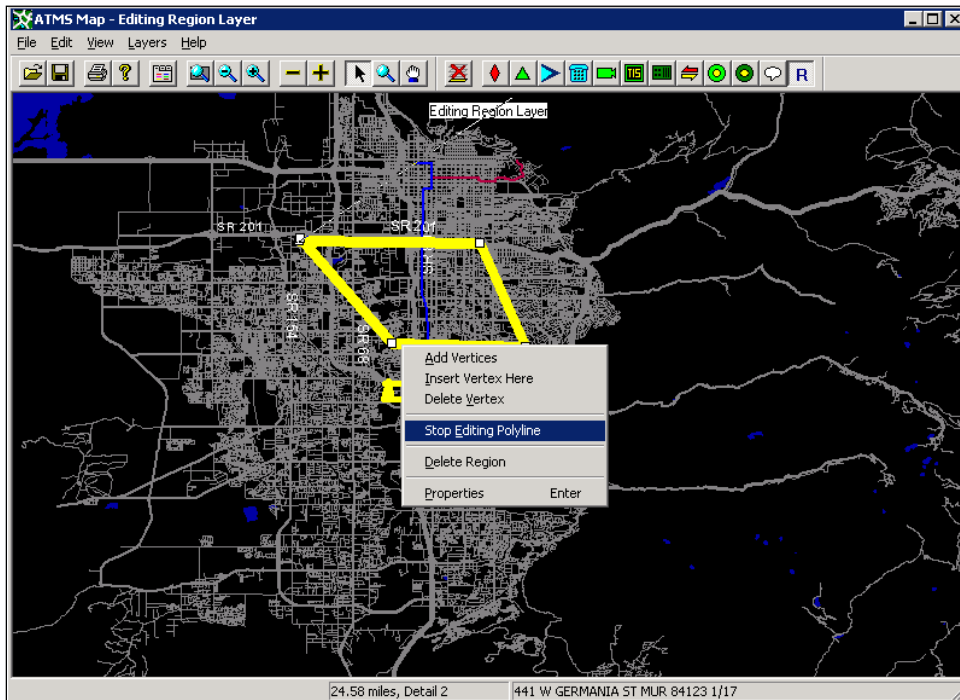 ATMS Map - Editing Region Layer
File Edit View Layers Help
TIS R
Editing Region Layer
SR 201 SR 201
SR 154
SR 68
Add Vertices
Insert Vertex Here
Delete Vertex
Stop Editing Polyline
Delete Region
Properties Enter
24.58 miles, Detail 2 441 W GERMANIA ST MUR 84123 1/17